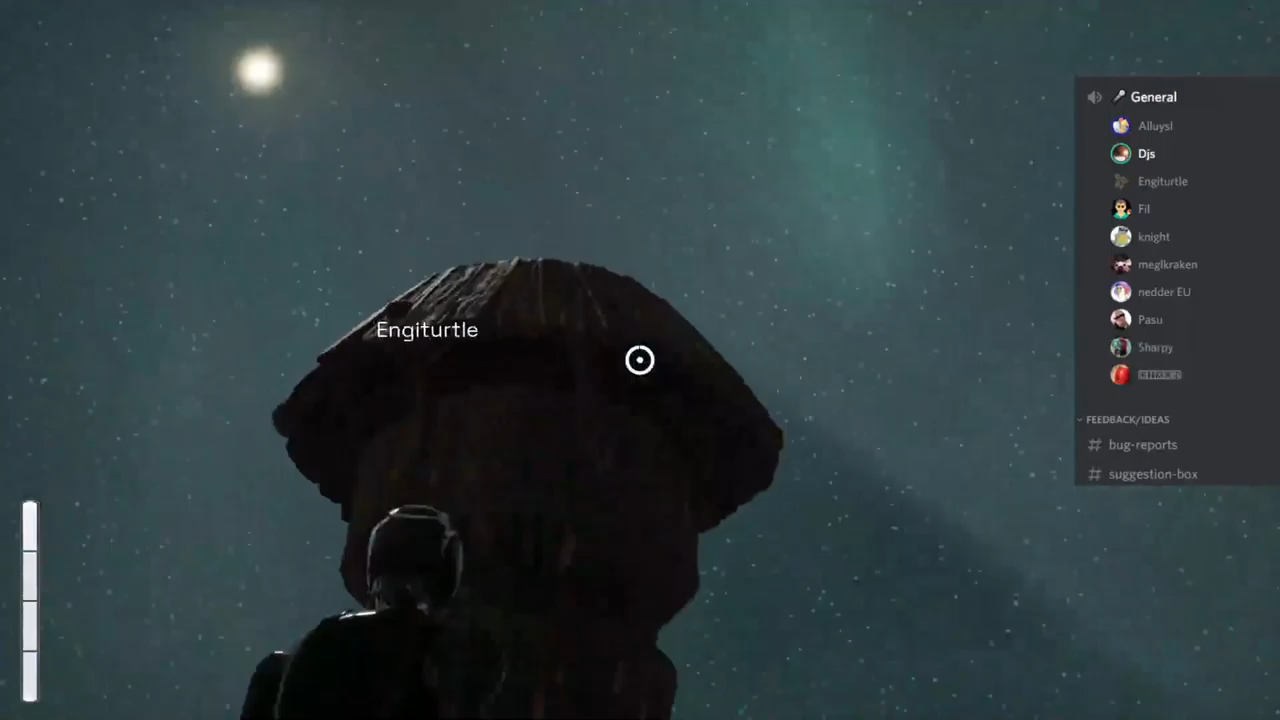 General
Alluysl
Djs
Engiturtle
Fil
knight
meglkraken
nedder EU
Pasu
Sharpy
FEEDBACK/IDEAS
# bug-reports
# suggestion-box
Engiturtle